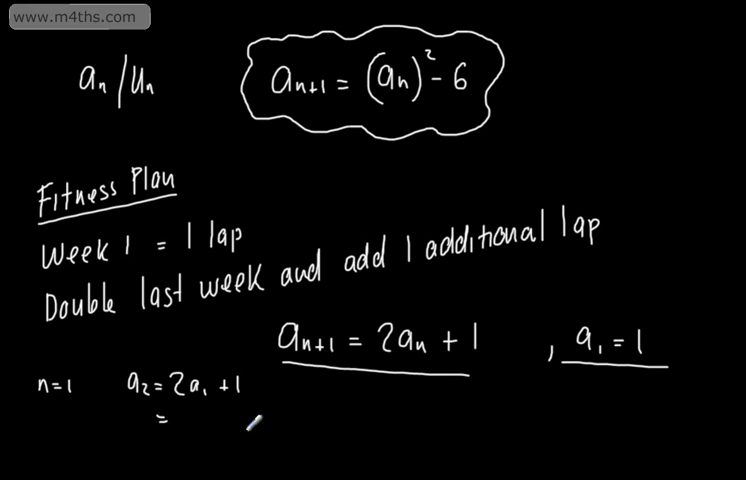 www.m4ths.com
aₙ/uₙ
aₙ₊₁ = (aₙ)² - 6
Fitness Plan
Week 1 = 1 lap
Double last week and add 1 additional lap
aₙ₊₁ = 2aₙ + 1 , a₁ = 1
n=1 a₂ = 2a₁ + 1
=